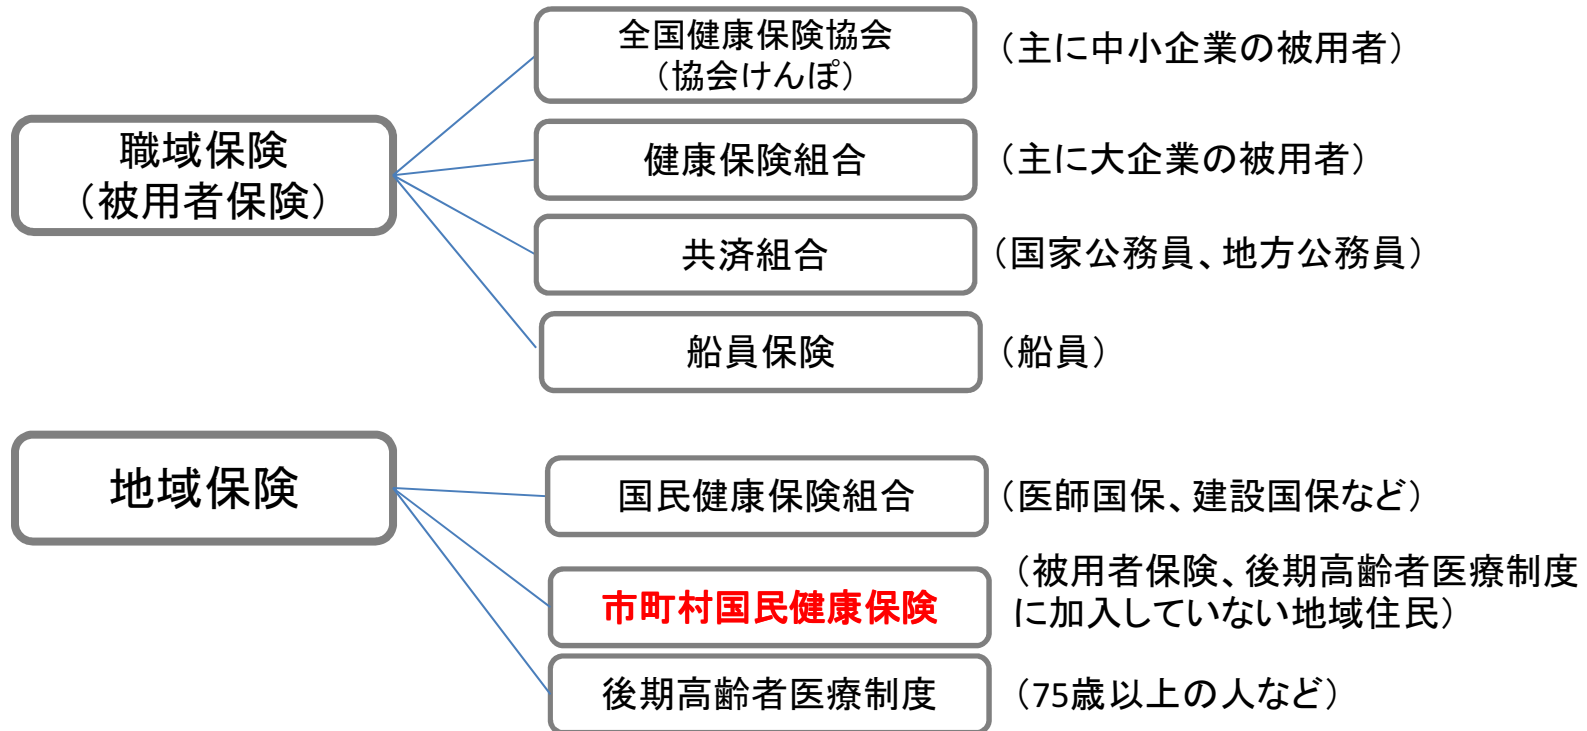 職域保険
（被用者保険）
全国健康保険協会
（協会けんぽ）
（主に中小企業の被用者）
健康保険組合
（主に大企業の被用者）
共済組合
（国家公務員、地方公務員）
船員保険
（船員）
地域保険
国民健康保険組合
（医師国保、建設国保など）
市町村国民健康保険
（被用者保険、後期高齢者医療制度
に加入していない地域住民）
後期高齢者医療制度
（75歳以上の人など）